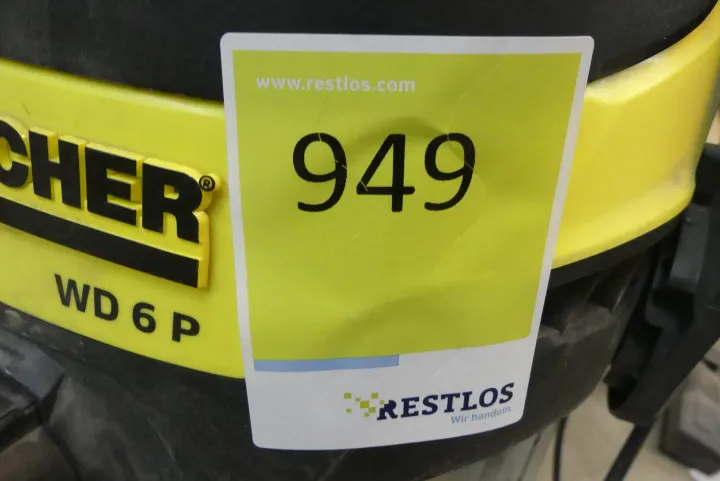 CHER®
WD 6 P
www.restlos.com
949
RESTLOS
Wir handeln.